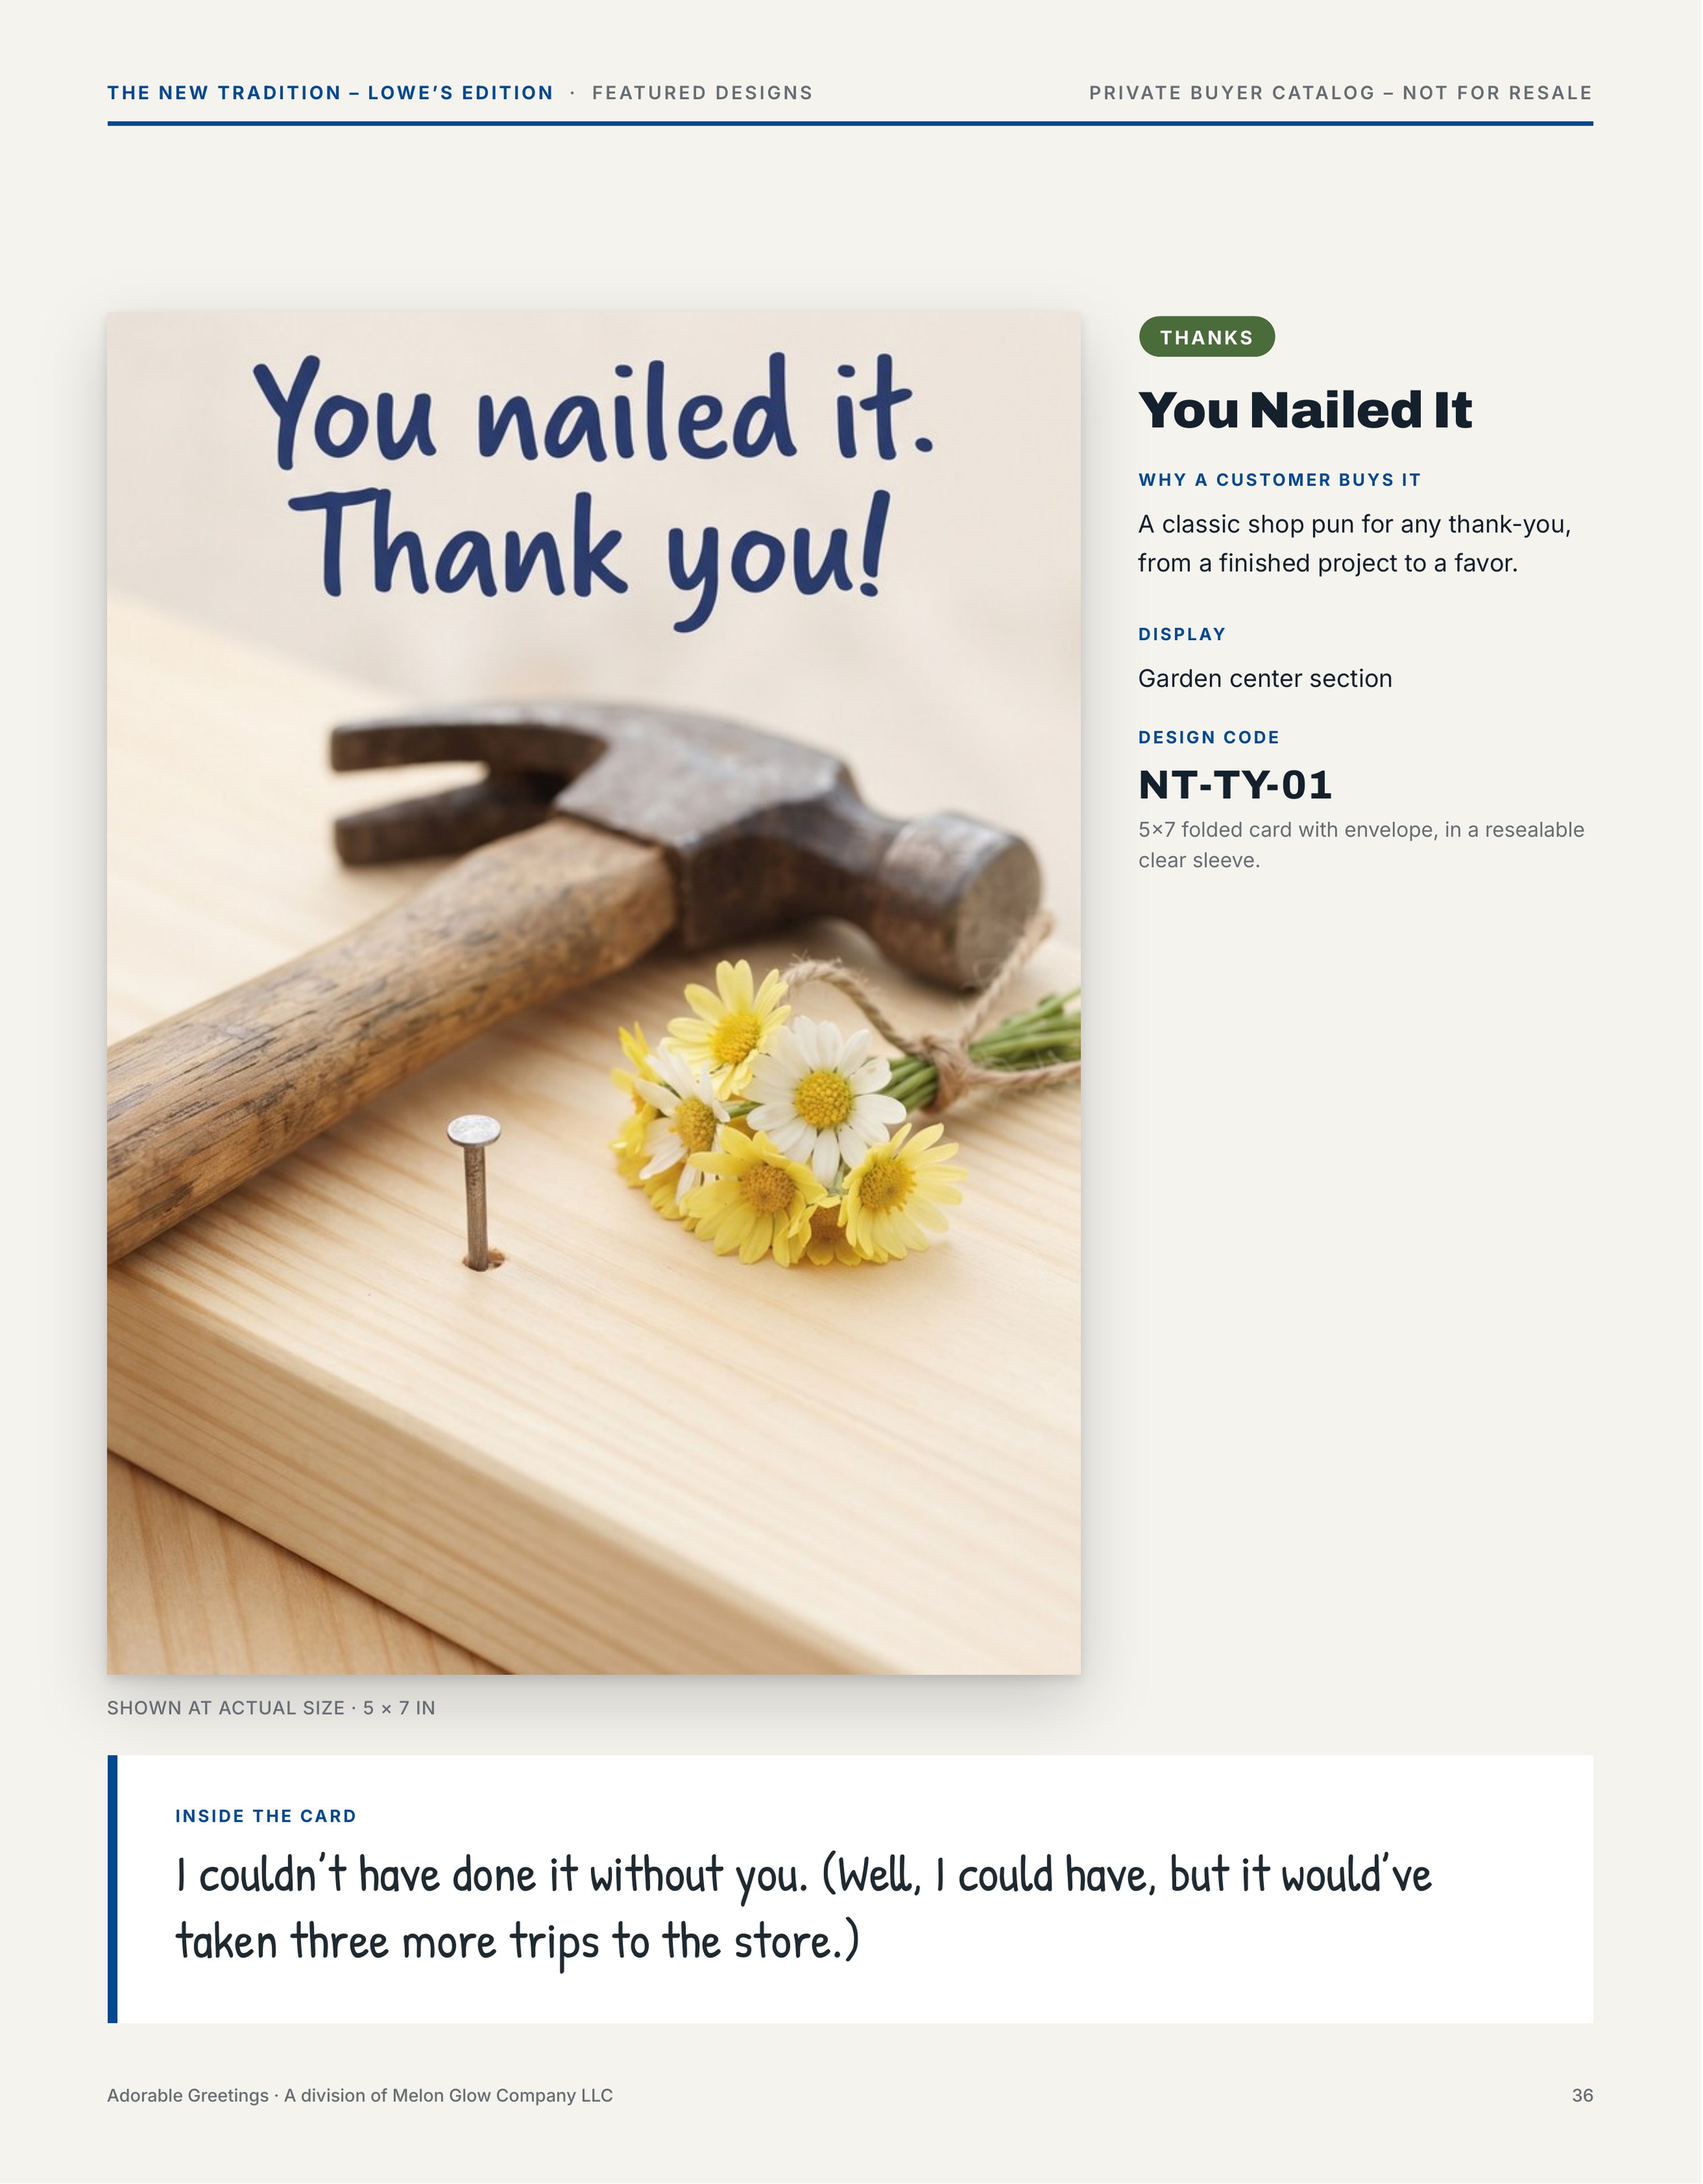 THE NEW TRADITION – LOWE’S EDITION · FEATURED DESIGNS
PRIVATE BUYER CATALOG – NOT FOR RESALE
You nailed it.
Thank you!
THANKS
You Nailed It
WHY A CUSTOMER BUYS IT
A classic shop pun for any thank-you,
from a finished project to a favor.
DISPLAY
Garden center section
DESIGN CODE
NT-TY-01
5×7 folded card with envelope, in a resealable
clear sleeve.
SHOWN AT ACTUAL SIZE · 5 × 7 IN
INSIDE THE CARD
I couldn’t have done it without you. (Well, I could have, but it would’ve
taken three more trips to the store.)
Adorable Greetings · A division of Melon Glow Company LLC
36